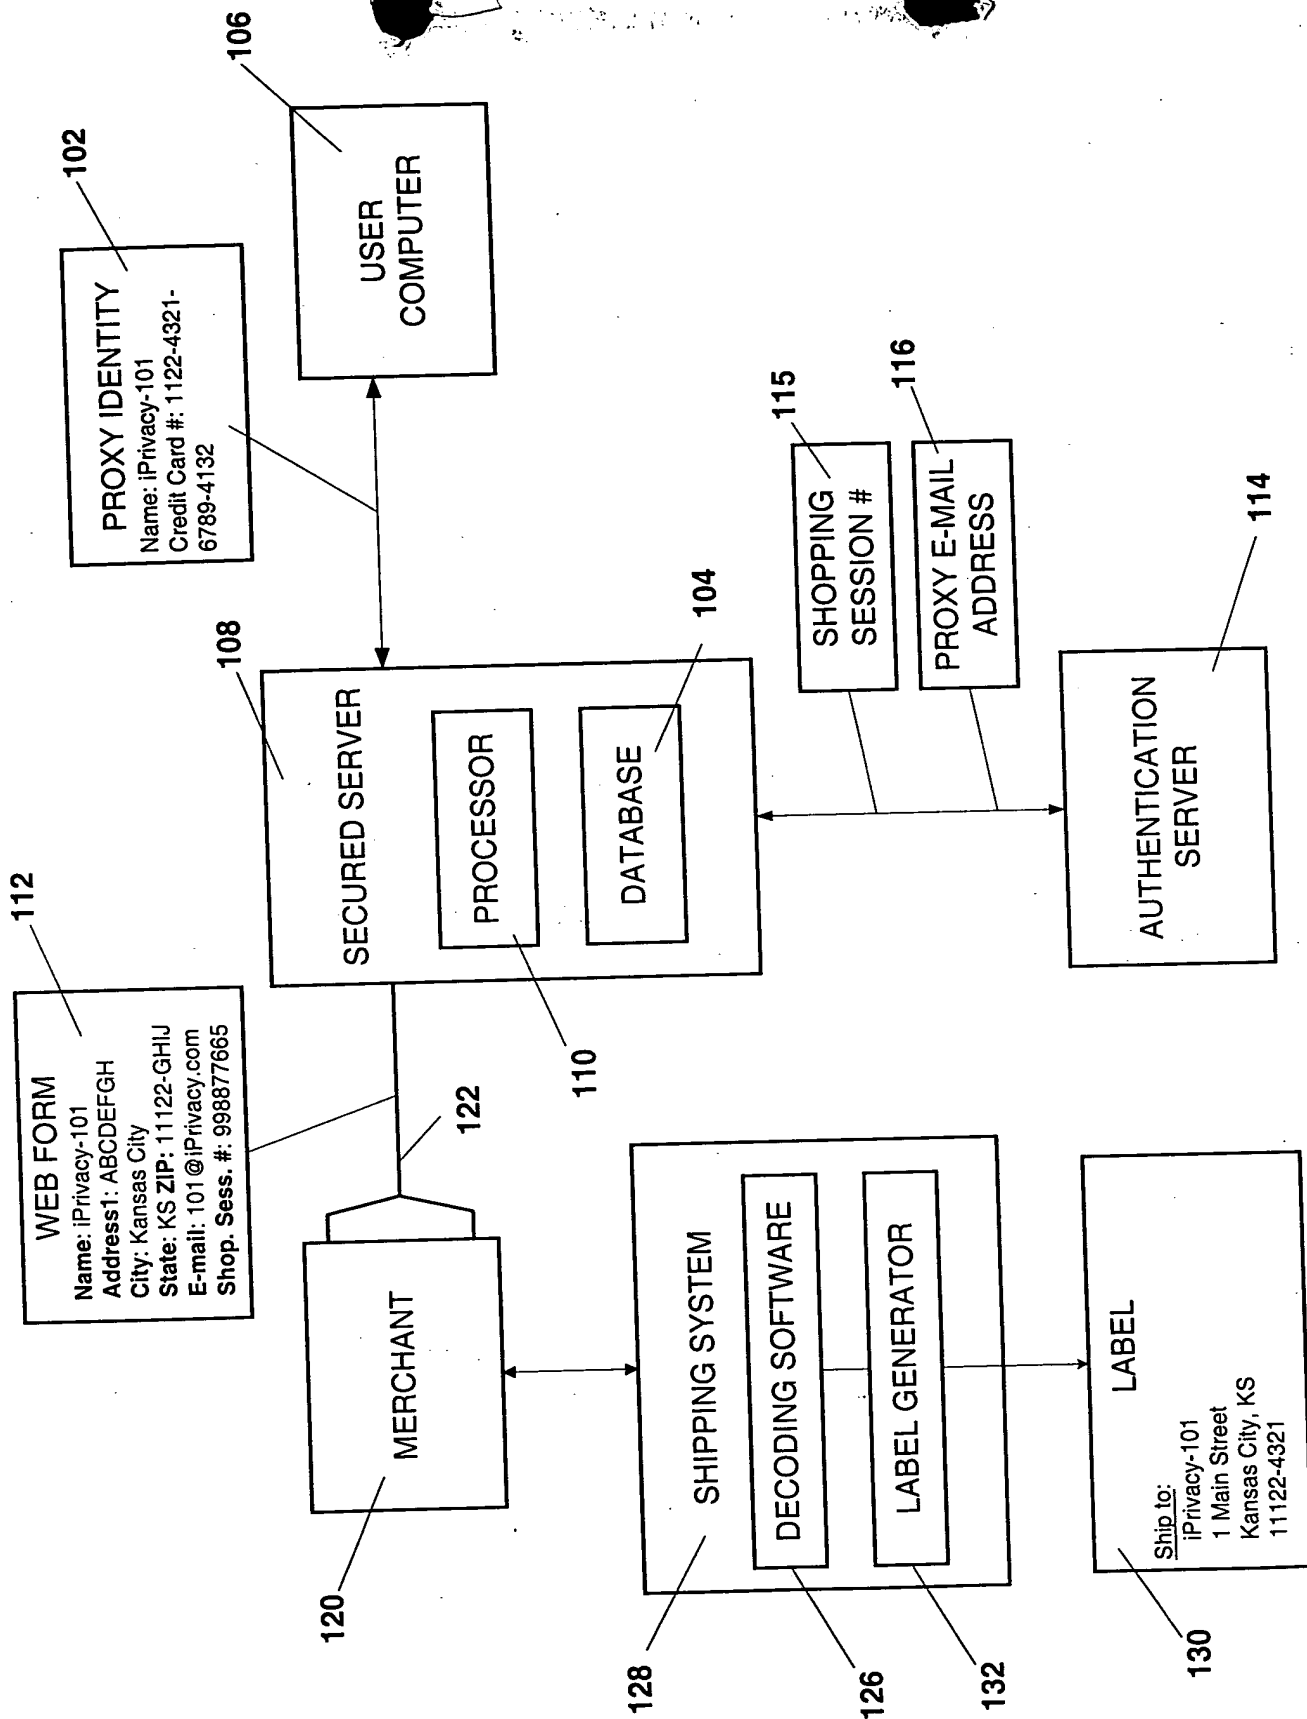 112
WEB FORM
Name: iPrivacy-101
Address1: ABCDEFGH
City: Kansas City
State: KS ZIP: 11122-GHIJ
E-mail: 101@iPrivacy.com
Shop. Sess. #: 998877665
102
PROXY IDENTITY
Name: iPrivacy-101
Credit Card #: 1122-4321-
6789-4132
106
USER
COMPUTER
108
SECURED SERVER
PROCESSOR
110
DATABASE
104
120
MERCHANT
122
115
SHOPPING
SESSION #
116
PROXY E-MAIL
ADDRESS
128
SHIPPING SYSTEM
DECODING SOFTWARE
126
LABEL GENERATOR
132
114
AUTHENTICATION
SERVER
130
LABEL
Ship to:
iPrivacy-101
1 Main Street
Kansas City, KS
11122-4321